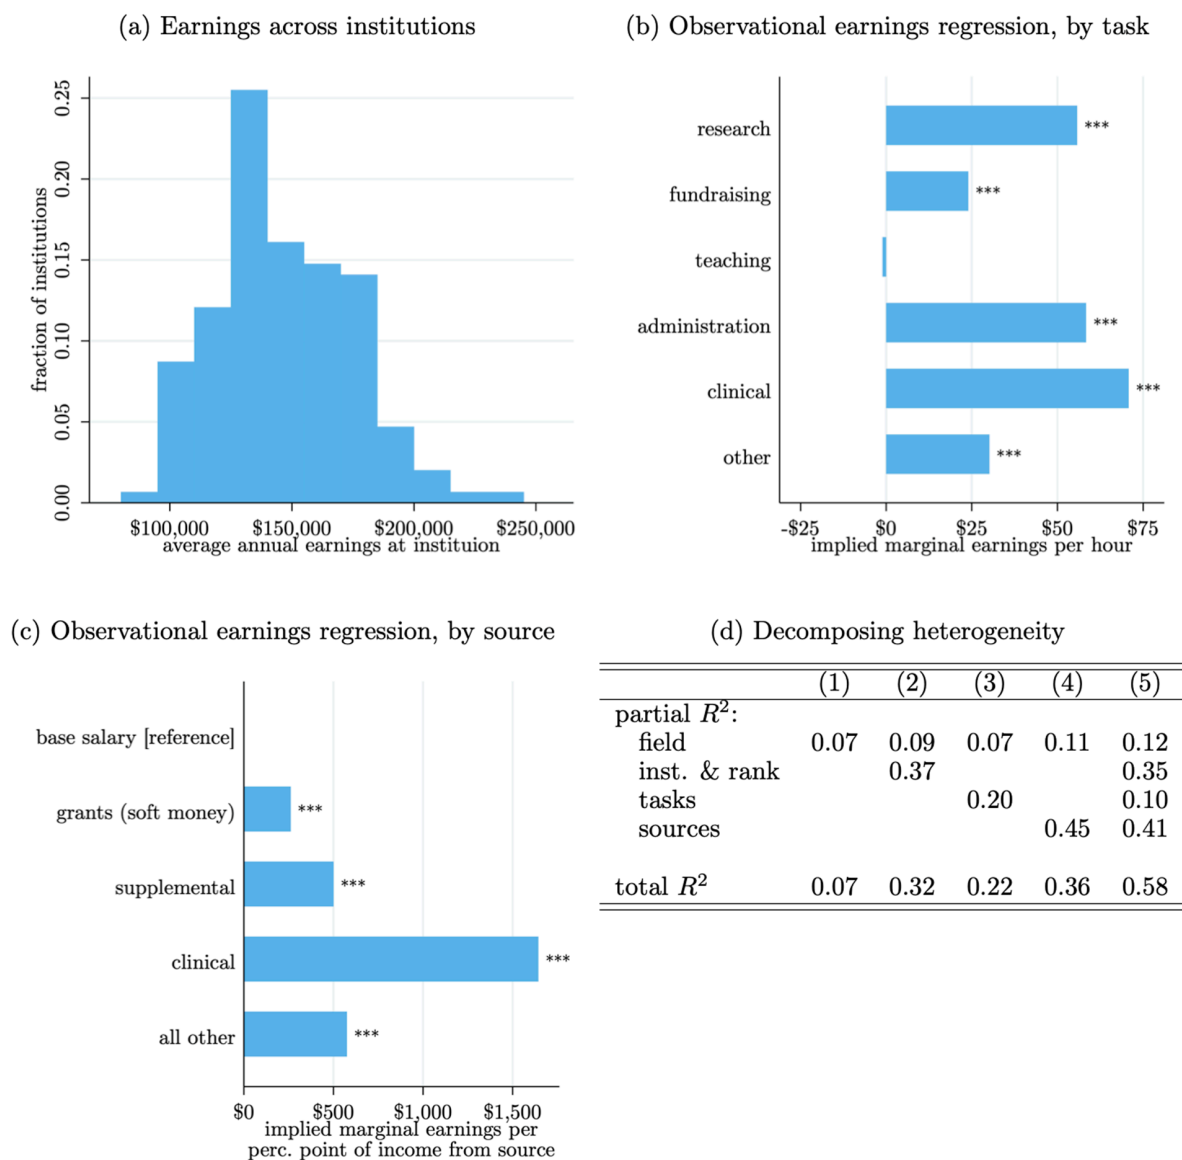 (a) Earnings across institutions
fraction of institutions
0.25
0.20
0.15
0.10
0.05
0.00
$100,000 $150,000 $200,000 $250,000
average annual earnings at instituion
(b) Observational earnings regression, by task
research ***
fundraising ***
teaching
administration ***
clinical ***
other ***
-$25 $0 $25 $50 $75
implied marginal earnings per hour
(c) Observational earnings regression, by source
base salary [reference]
grants (soft money) ***
supplemental ***
clinical ***
all other ***
$0 $500 $1,000 $1,500
implied marginal earnings per
perc. point of income from source
(d) Decomposing heterogeneity
(1) (2) (3) (4) (5)
partial R²:
field 0.07 0.09 0.07 0.11 0.12
inst. & rank 0.37 0.35
tasks 0.20 0.10
sources 0.45 0.41
total R² 0.07 0.32 0.22 0.36 0.58